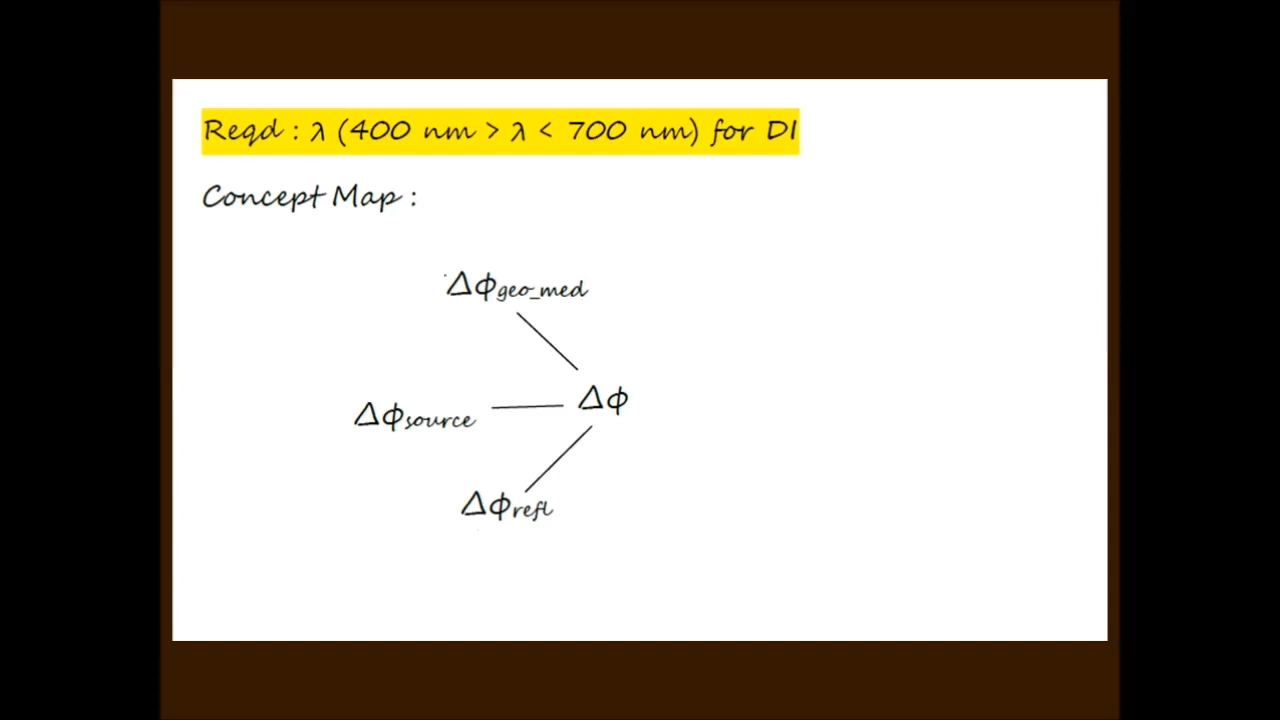 Reqd : λ (400 nm > λ < 700 nm) for DI
Concept Map :
Δϕgeo_med
Δϕsource
Δϕ
Δϕrefl